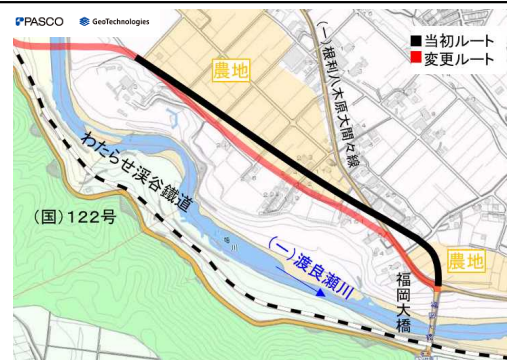 PASCO GeoTechnologies
当初ルート
変更ルート
農地
(一)根利八木原大間々線
わたらせ渓谷鐵道
(国)122号
(一)渡良瀬川
農地
福岡大橋